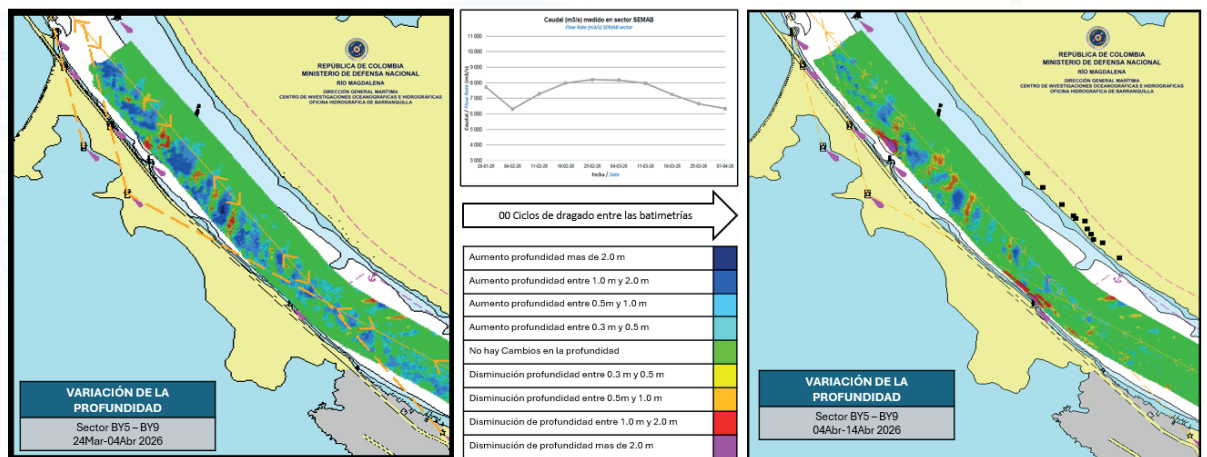 REPÚBLICA DE COLOMBIA
MINISTERIO DE DEFENSA NACIONAL
RÍO MAGDALENA
DIRECCIÓN GENERAL MARÍTIMA
CENTRO DE INVESTIGACIONES OCEANOGRÁFICAS E HIDROGRÁFICAS
OFICINA HIDROGRÁFICA DE BARRANQUILLA
VARIACIÓN DE LA
PROFUNDIDAD
Sector BY5 – BY9
24Mar-04Abr 2026
Caudal (m3/s) medido en sector SEMAB
Flow Rate (m3/s) SEMAB sector
Caudal / Flow Rate (m3/s)
11 000
10 000
9 000
8 000
7 000
6 000
5 000
4 000
3 000
28-01-26 04-02-26 11-02-26 18-02-26 25-02-26 04-03-26 11-03-26 18-03-26 25-03-26 01-04-26
Fecha / Date
00 Ciclos de dragado entre las batimetrías
Aumento profundidad mas de 2.0 m
Aumento profundidad entre 1.0 m y 2.0 m
Aumento profundidad entre 0.5m y 1.0 m
Aumento profundidad entre 0.3 m y 0.5 m
No hay Cambios en la profundidad
Disminución profundidad entre 0.3 m y 0.5 m
Disminución profundidad entre 0.5m y 1.0 m
Disminución de profundidad entre 1.0 m y 2.0 m
Disminución de profundidad mas de 2.0 m
REPÚBLICA DE COLOMBIA
MINISTERIO DE DEFENSA NACIONAL
RÍO MAGDALENA
DIRECCIÓN GENERAL MARÍTIMA
CENTRO DE INVESTIGACIONES OCEANOGRÁFICAS E HIDROGRÁFICAS
OFICINA HIDROGRÁFICA DE BARRANQUILLA
VARIACIÓN DE LA
PROFUNDIDAD
Sector BY5 – BY9
04Abr-14Abr 2026